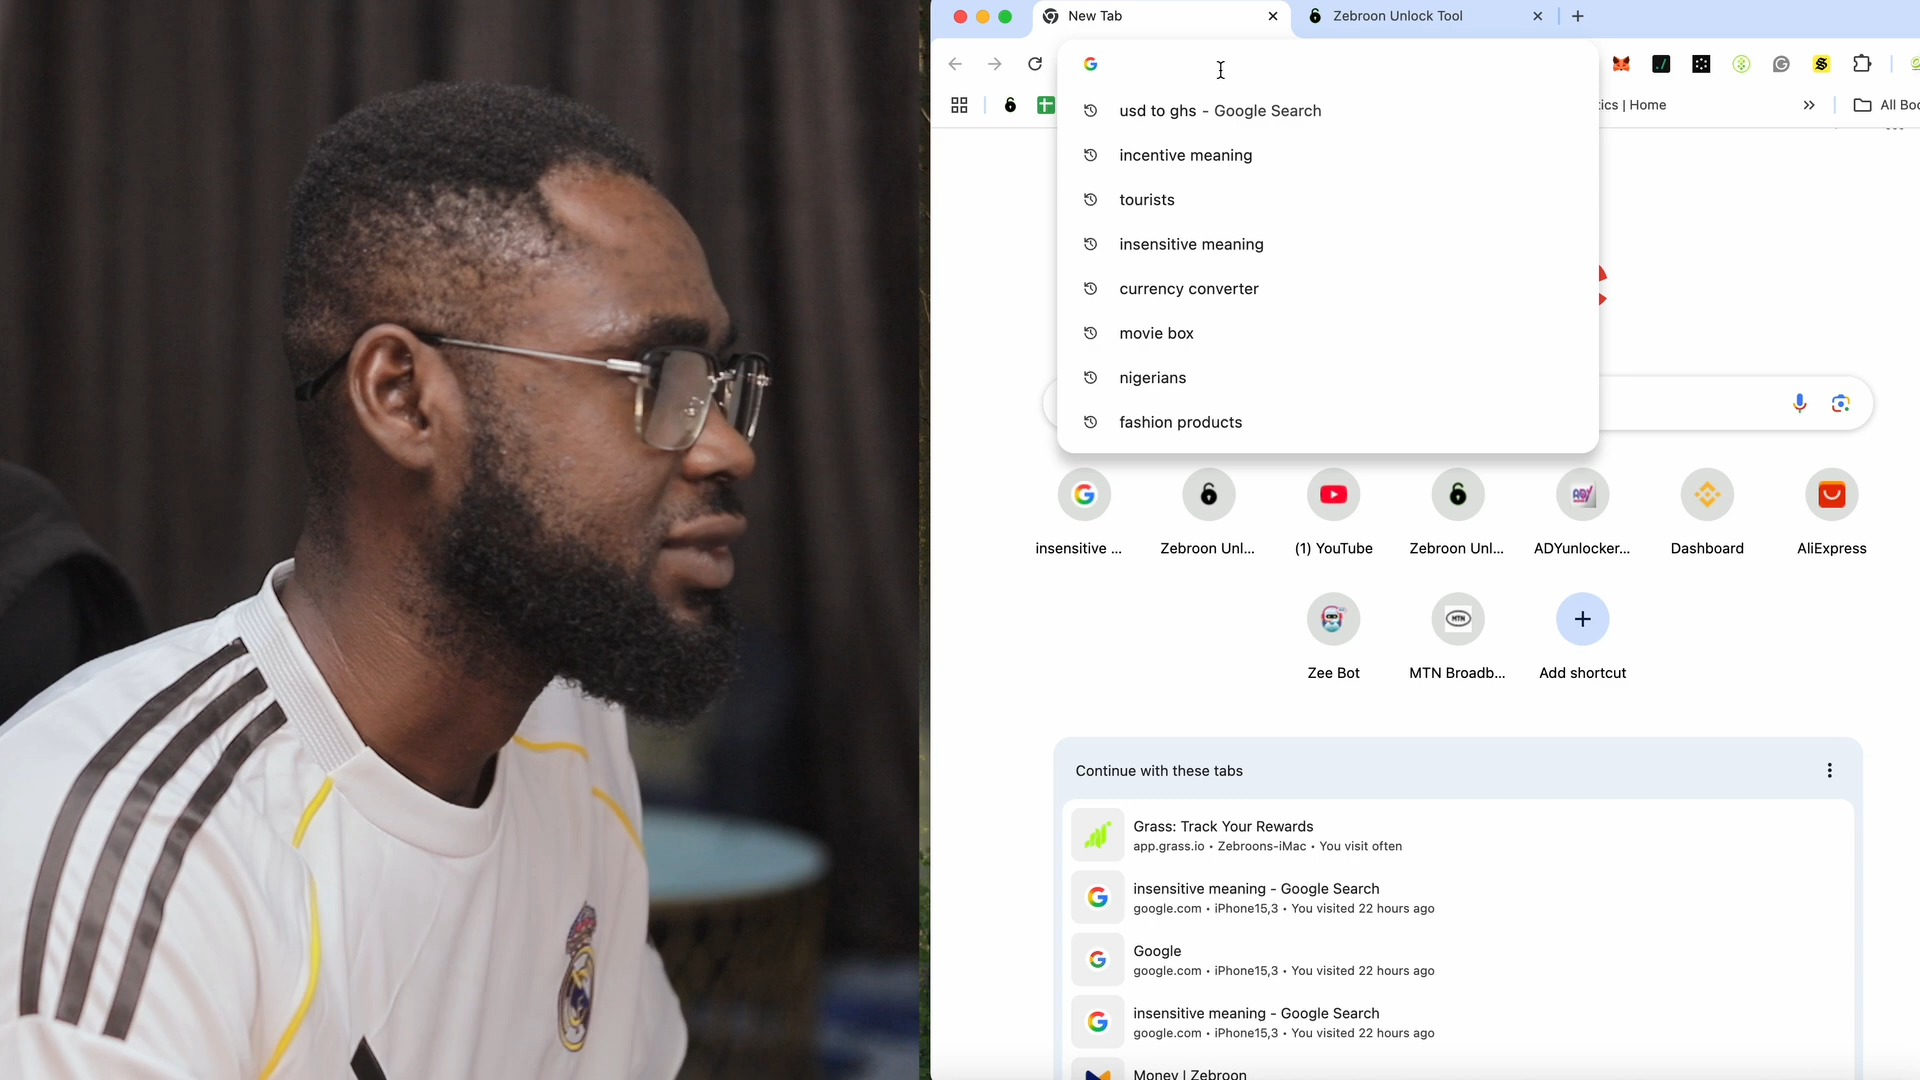 New Tab
Zebroon Unlock Tool
tics | Home
All Boo
usd to ghs - Google Search
incentive meaning
tourists
insensitive meaning
currency converter
movie box
nigerians
fashion products
insensitive ...
Zebroon Unl...
(1) YouTube
Zebroon Unl...
ADYunlocker...
Dashboard
AliExpress
Zee Bot
MTN
MTN Broadb...
Add shortcut
Continue with these tabs
Grass: Track Your Rewards
app.grass.io • Zebroons-iMac • You visit often
insensitive meaning - Google Search
google.com • iPhone15,3 • You visited 22 hours ago
Google
google.com • iPhone15,3 • You visited 22 hours ago
insensitive meaning - Google Search
google.com • iPhone15,3 • You visited 22 hours ago
Money | Zebroon